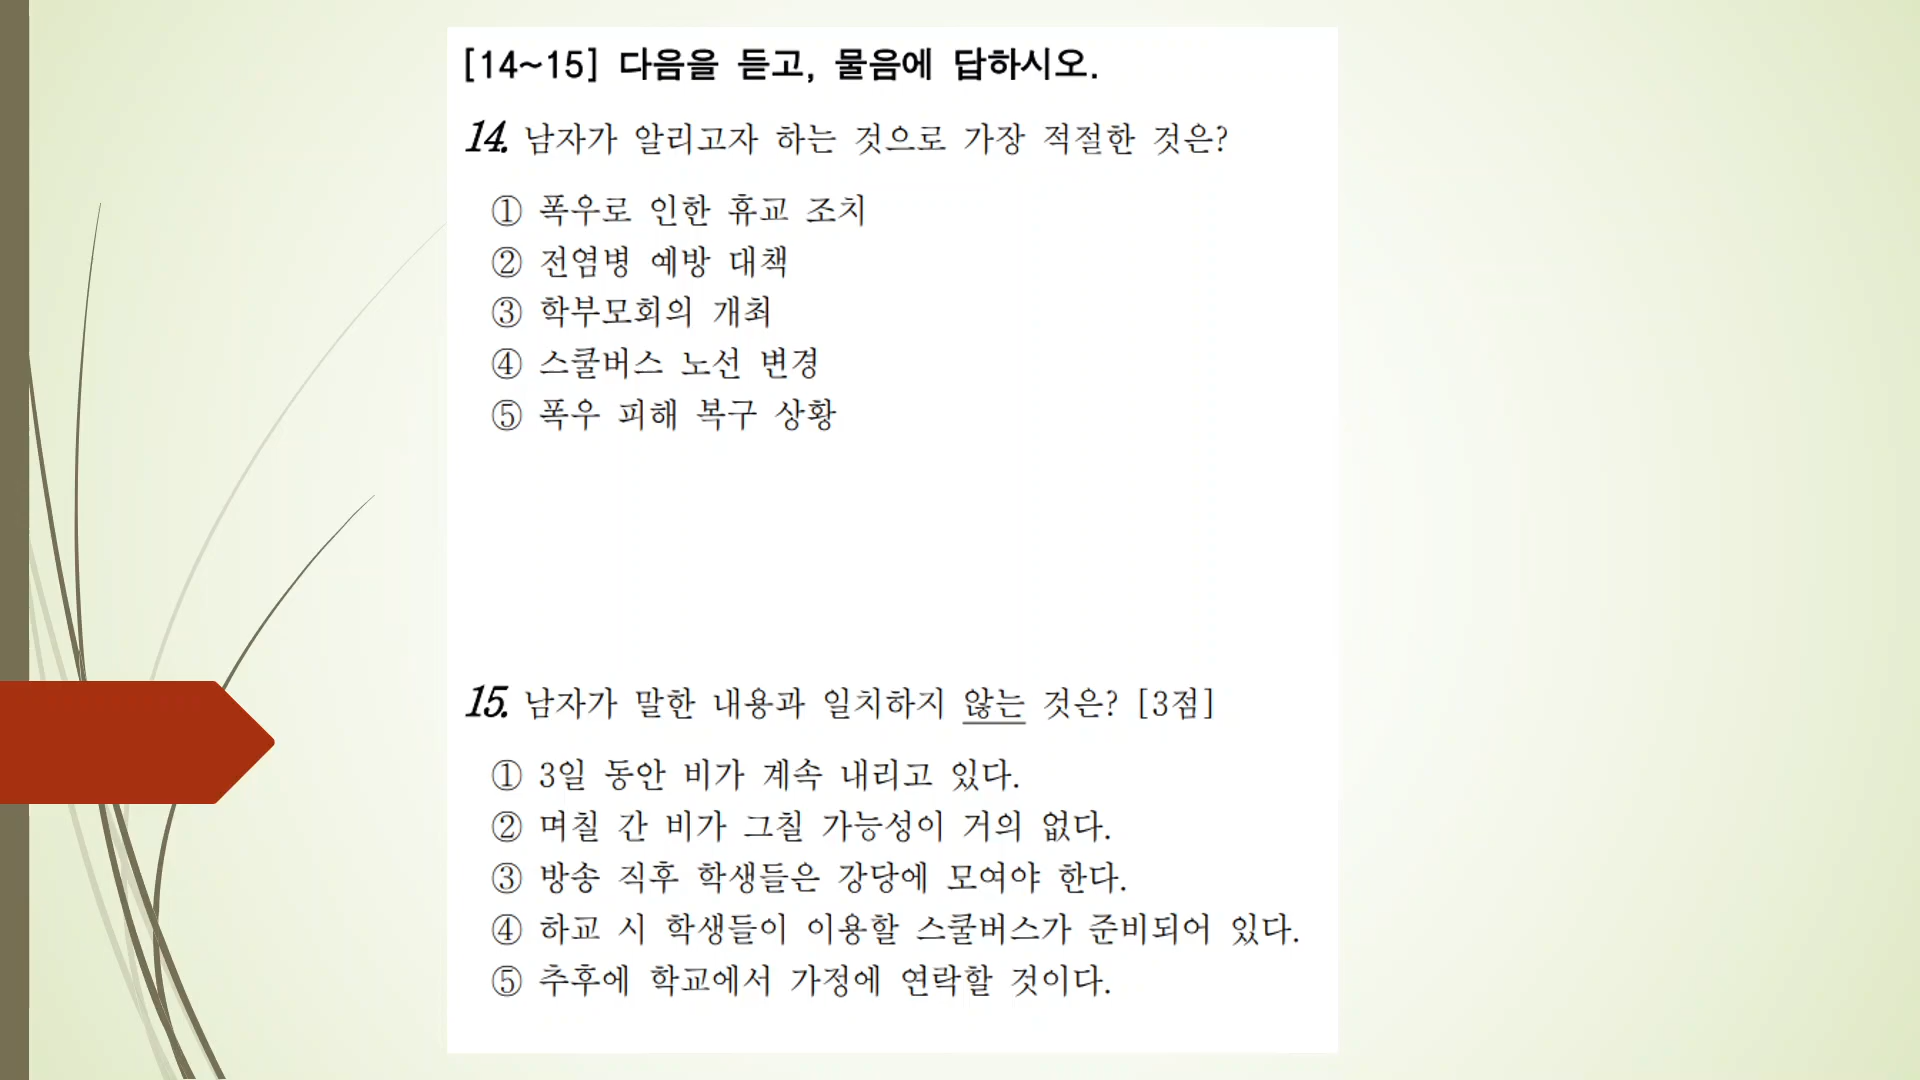 [14~15] 다음을 듣고, 물음에 답하시오.
14. 남자가 알리고자 하는 것으로 가장 적절한 것은?
① 폭우로 인한 휴교 조치
② 전염병 예방 대책
③ 학부모회의 개최
④ 스쿨버스 노선 변경
⑤ 폭우 피해 복구 상황
15. 남자가 말한 내용과 일치하지 않는 것은? [3점]
① 3일 동안 비가 계속 내리고 있다.
② 며칠 간 비가 그칠 가능성이 거의 없다.
③ 방송 직후 학생들은 강당에 모여야 한다.
④ 하교 시 학생들이 이용할 스쿨버스가 준비되어 있다.
⑤ 추후에 학교에서 가정에 연락할 것이다.